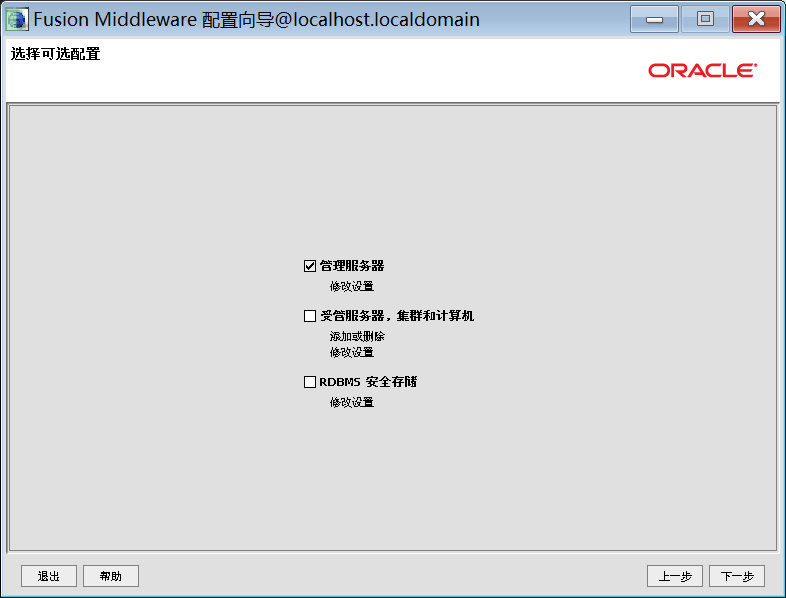 Fusion Middleware 配置向导@localhost.localdomain
选择可选配置
ORACLE
管理服务器
修改设置
受管服务器，集群和计算机
添加或删除
修改设置
RDBMS 安全存储
修改设置
退出 帮助 上一步 下一步